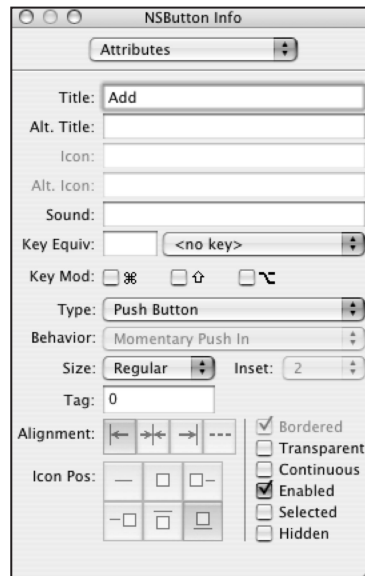 NSButton Info
Attributes
Title: Add
Alt. Title:
Icon:
Alt. Icon:
Sound:
Key Equiv: <no key>
Key Mod: ⌘ ⇧ ⌥
Type: Push Button
Behavior: Momentary Push In
Size: Regular Inset: 2
Tag: 0
Alignment:
Bordered
Transparent
Continuous
Icon Pos:
Enabled
Selected
Hidden